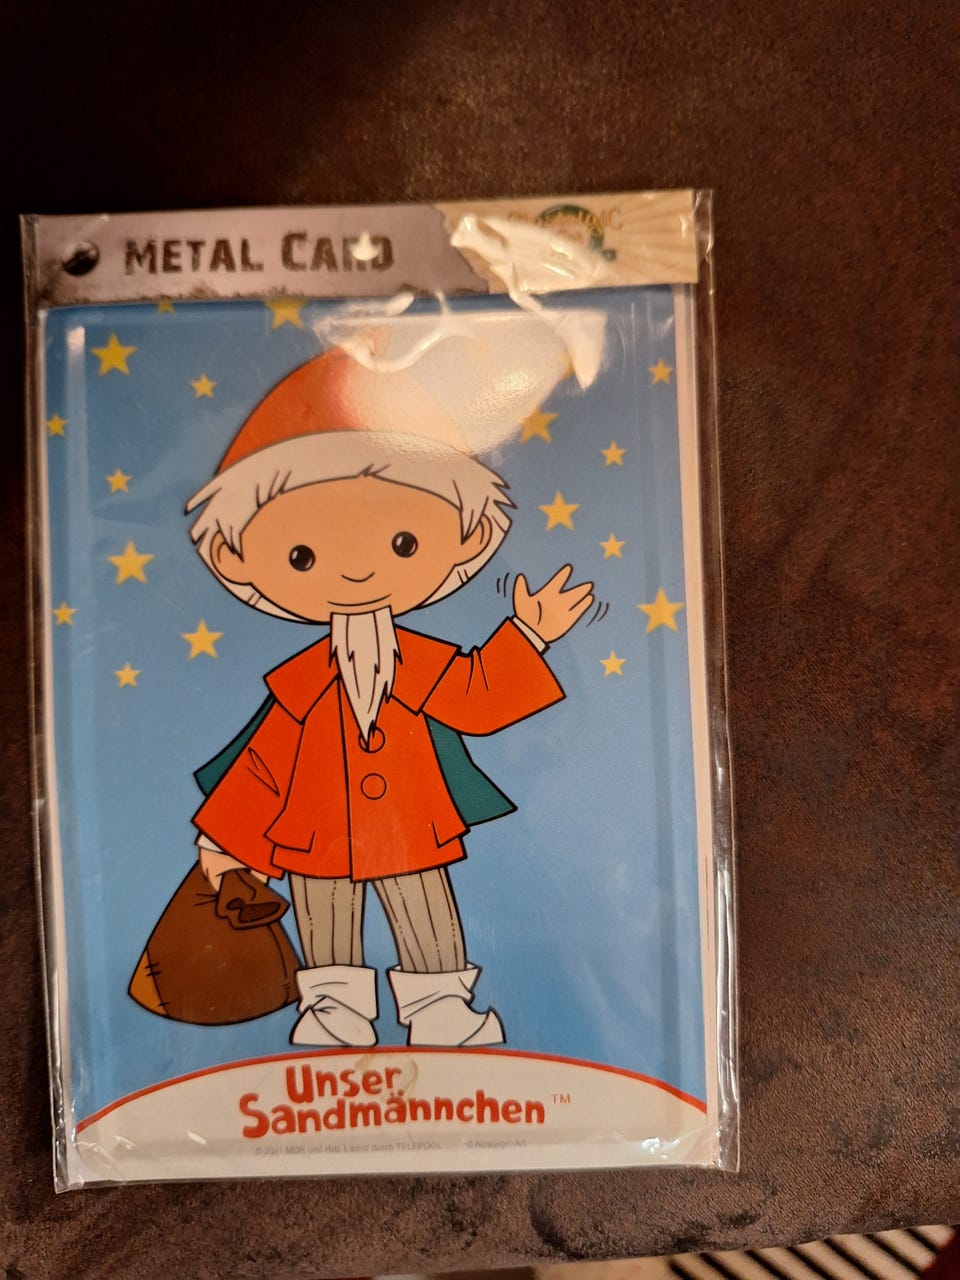 METAL CARD
Unser
Sandmännchen™
© 2011 MDR und rbb, Lizenz durch TELEPOOL © Nostalgic-Art